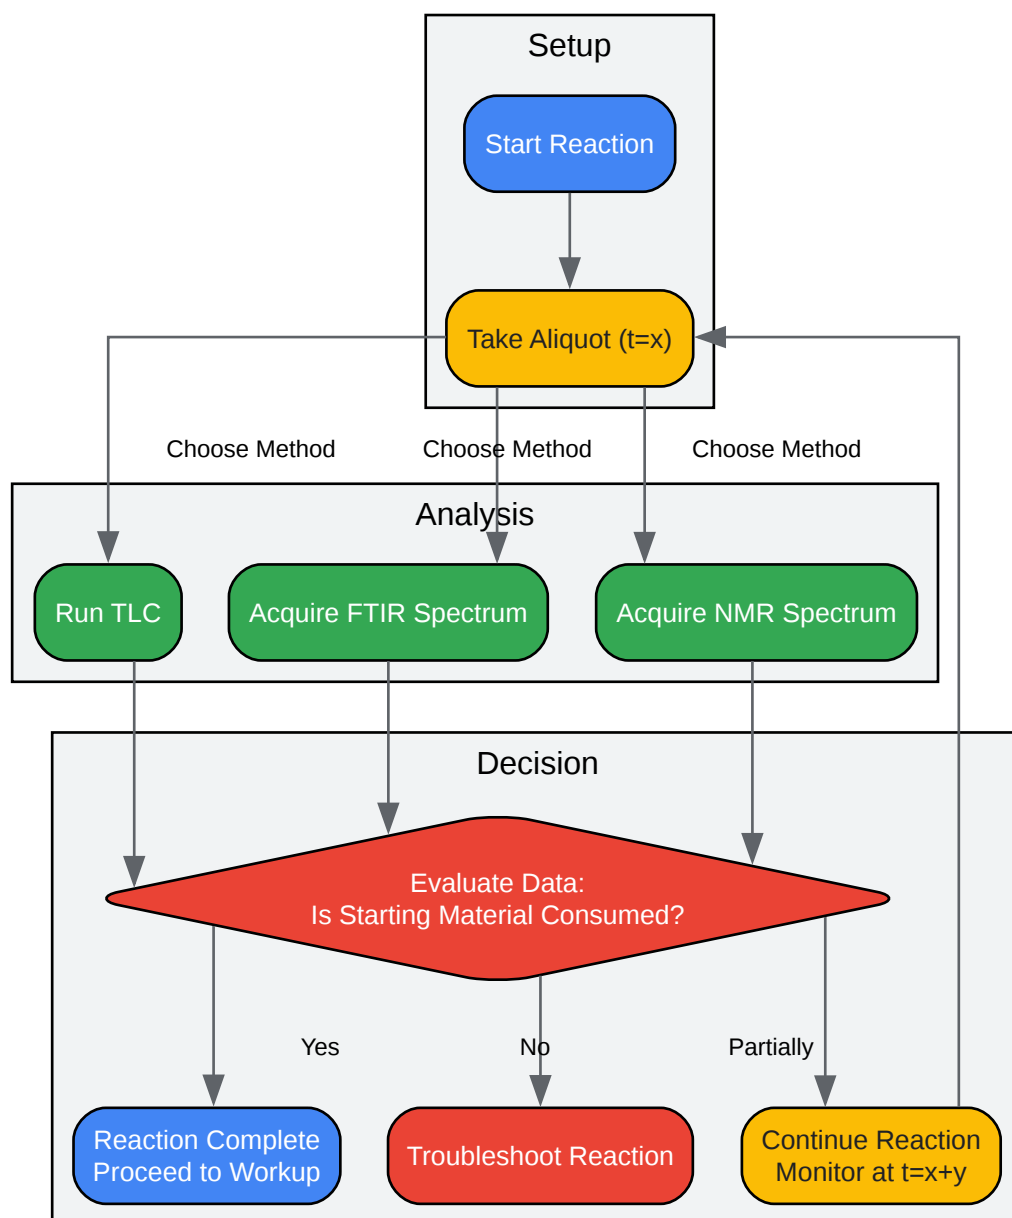 Setup
Start Reaction
Take Aliquot (t=x)
Choose Method
Choose Method
Choose Method
Analysis
Run TLC
Acquire FTIR Spectrum
Acquire NMR Spectrum
Decision
Evaluate Data:
Is Starting Material Consumed?
Yes
No
Partially
Reaction Complete
Proceed to Workup
Troubleshoot Reaction
Continue Reaction
Monitor at t=x+y